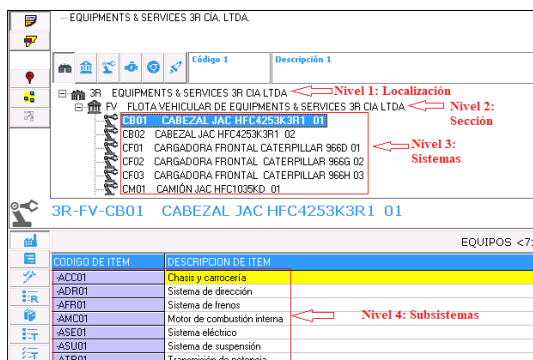 EQUIPMENTS & SERVICES 3R CÍA. LTDA.
Código 1
Descripción 1
3R EQUIPMENTS & SERVICES 3R CIA LTDA
Nivel 1: Localización
FV FLOTA VEHICULAR DE EQUIPMENTS & SERVICES 3R CIA LTDA
Nivel 2:
Sección
CB01 CABEZAL JAC HFC4253K3R1 01
CB02 CABEZAL JAC HFC4253K3R1 02
CF01 CARGADORA FRONTAL CATERPILLAR 966D 01
CF02 CARGADORA FRONTAL CATERPILLAR 966G 02
CF03 CARGADORA FRONTAL CATERPILLAR 966H 03
CM01 CAMIÓN JAC HFC1035KD 01
Nivel 3:
Sistemas
3R-FV-CB01 CABEZAL JAC HFC4253K3R1 01
EQUIPOS <7:
CODIGO DE ITEM DESCRIPCION DE ITEM
-ACC01 Chasis y carrocería
-ADR01 Sistema de dirección
-AFR01 Sistema de frenos
-AMC01 Motor de combustión interna
-ASE01 Sistema eléctrico
-ASU01 Sistema de suspensión
-ATP01 Transmisión de potencia
Nivel 4: Subsistemas
R
T
T